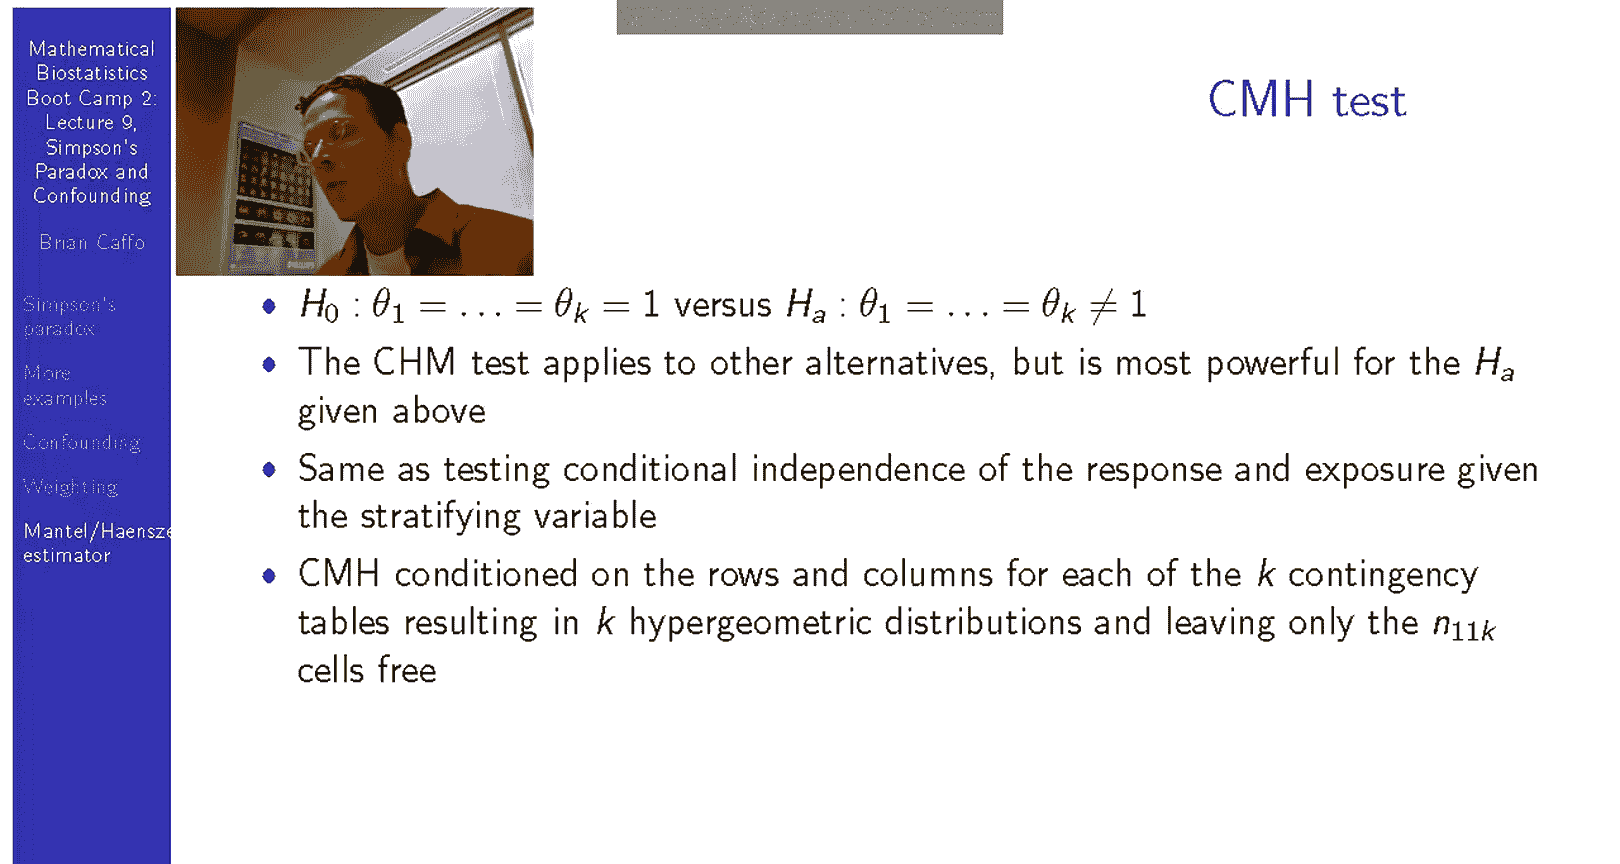 Mathematical
Biostatistics
Boot Camp 2:
Lecture 9,
Simpson's
Paradox and
Confounding
Brian Caffo
Simpson's
paradox
More
examples
Confounding
Weighting
Mantel/Haensze
estimator
CMH test
• H₀ : θ₁ = … = θₖ = 1 versus Hₐ : θ₁ = … = θₖ ≠ 1
• The CHM test applies to other alternatives, but is most powerful for the Hₐ
given above
• Same as testing conditional independence of the response and exposure given
the stratifying variable
• CMH conditioned on the rows and columns for each of the k contingency
tables resulting in k hypergeometric distributions and leaving only the n₁₁ₖ
cells free